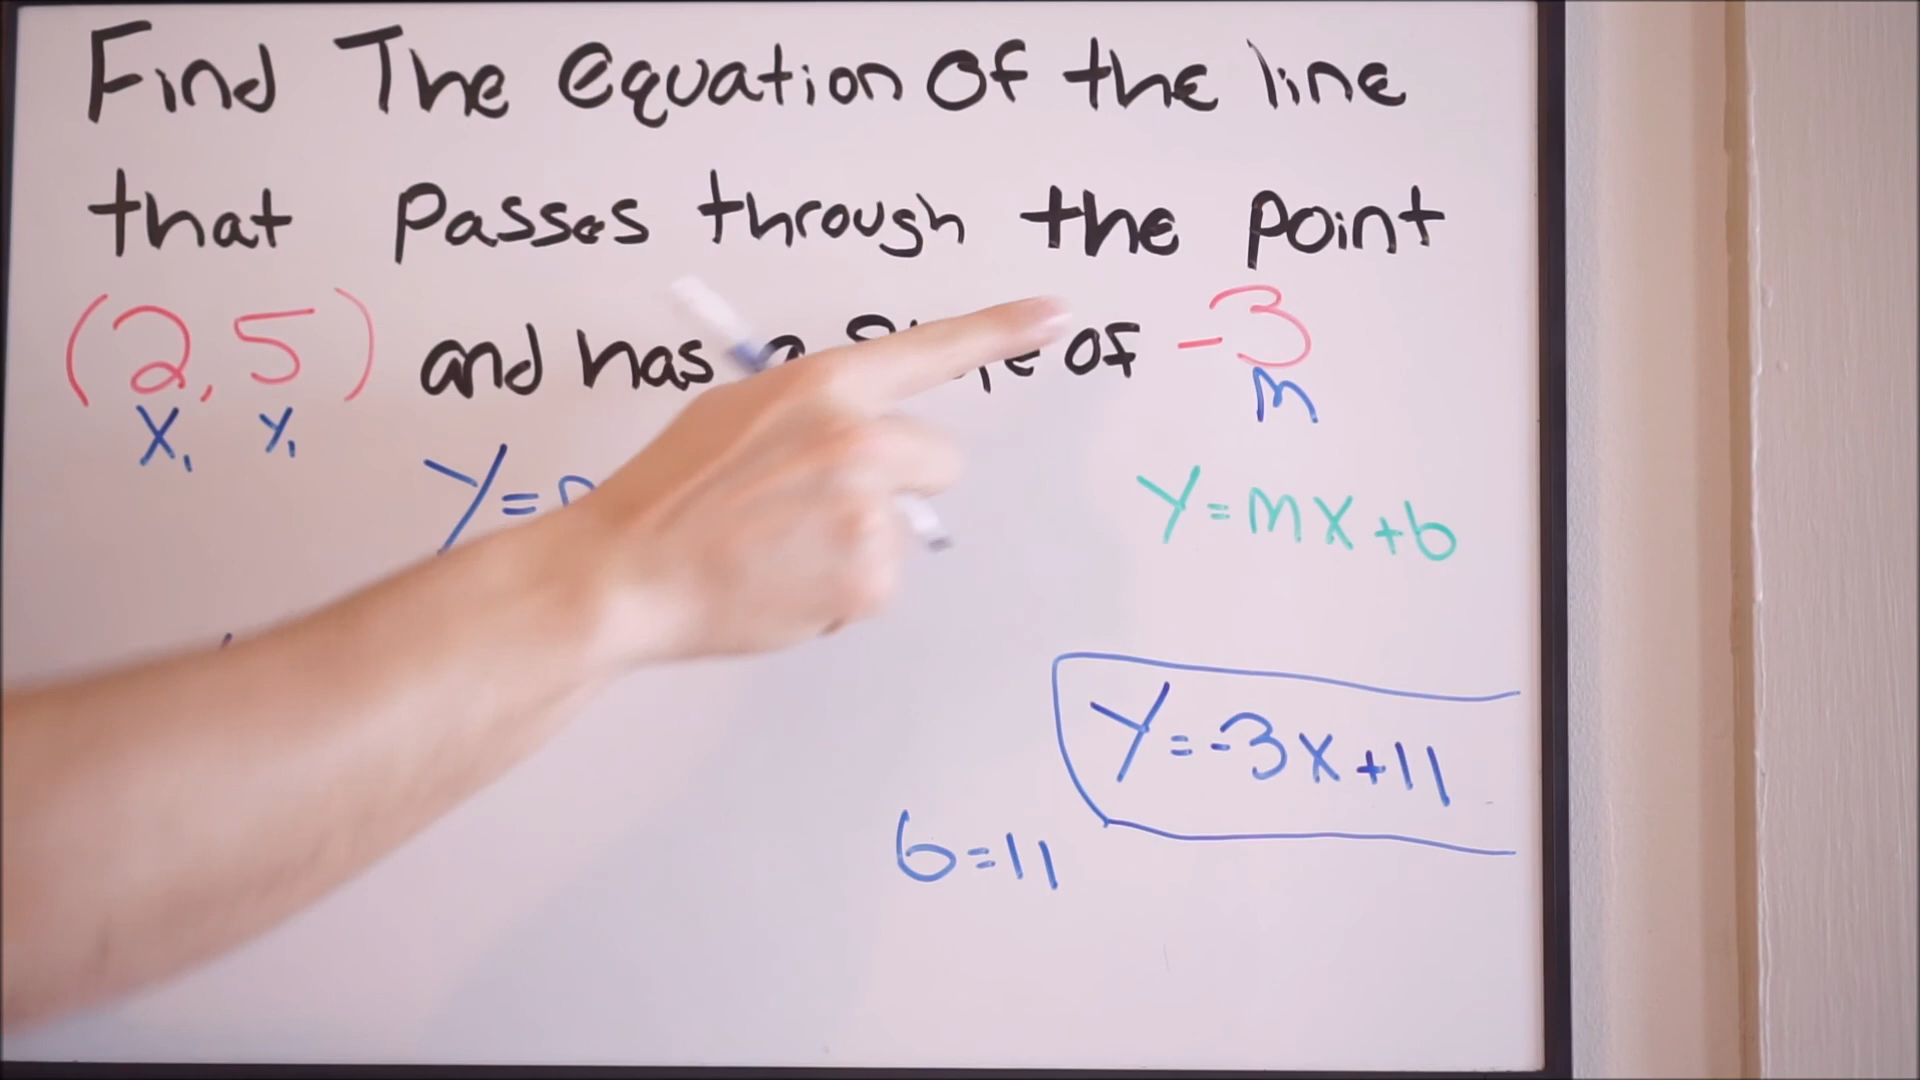 Find The equation Of the line
that Passes through the point
(2,5) and has a of -3
X₁ Y₁ m
Y=
Y=mX+b
Y=-3X+11
b=11